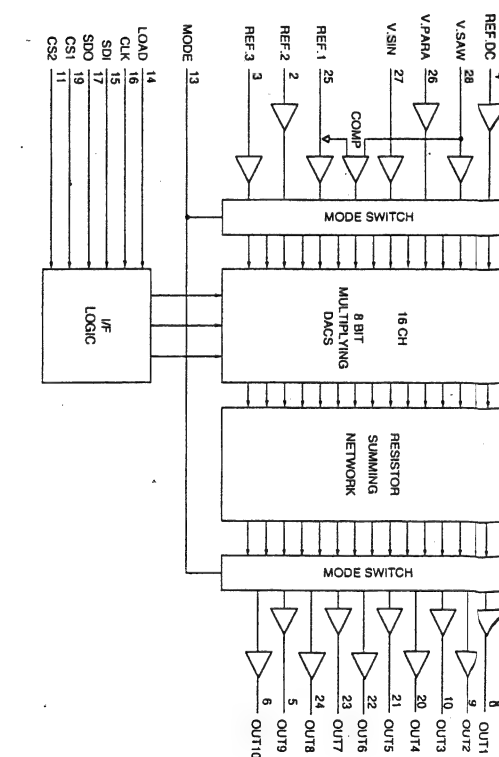 REF.DC
V.SAW 28
V.PARA 26
V.SIN 27
REF.1 25
REF.2 2
REF.3 3
COMP
MODE 13
LOAD 14
CLK 16
SDI 15
SDO 17
CS1 19
CS2 11
MODE SWITCH
16 CH
8 BIT
MULTIPLYING
DACS
I/F
LOGIC
RESISTOR
SUMMING
NETWORK
MODE SWITCH
OUT1
9 OUT2
10 OUT3
20 OUT4
21 OUT5
22 OUT6
23 OUT7
24 OUT8
5 OUT9
6 OUT10